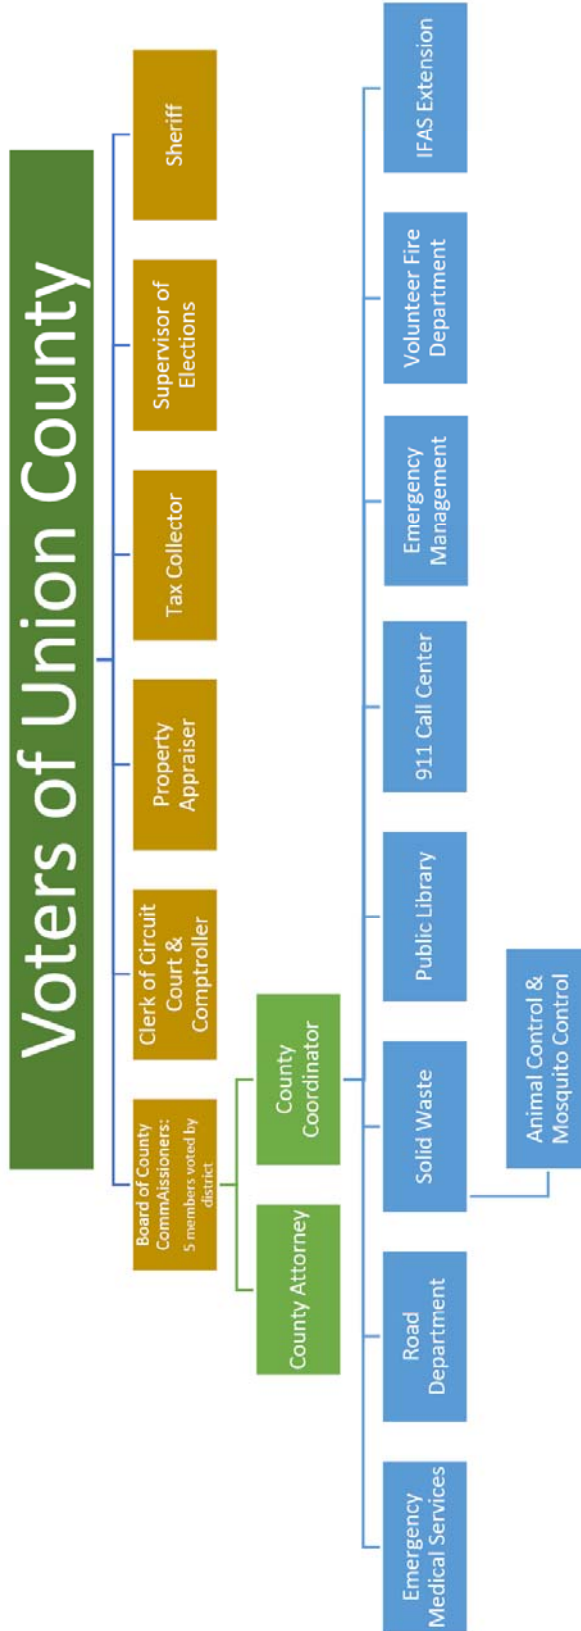 Voters of Union County
Board of County
CommAissioners:
5 members voted by
district
Clerk of Circuit
Court &
Comptroller
Property
Appraiser
Tax Collector
Supervisor of
Elections
Sheriff
County Attorney
County
Coordinator
Emergency
Medical Services
Road
Department
Solid Waste
Public Library
911 Call Center
Emergency
Management
Volunteer Fire
Department
IFAS Extension
Animal Control &
Mosquito Control